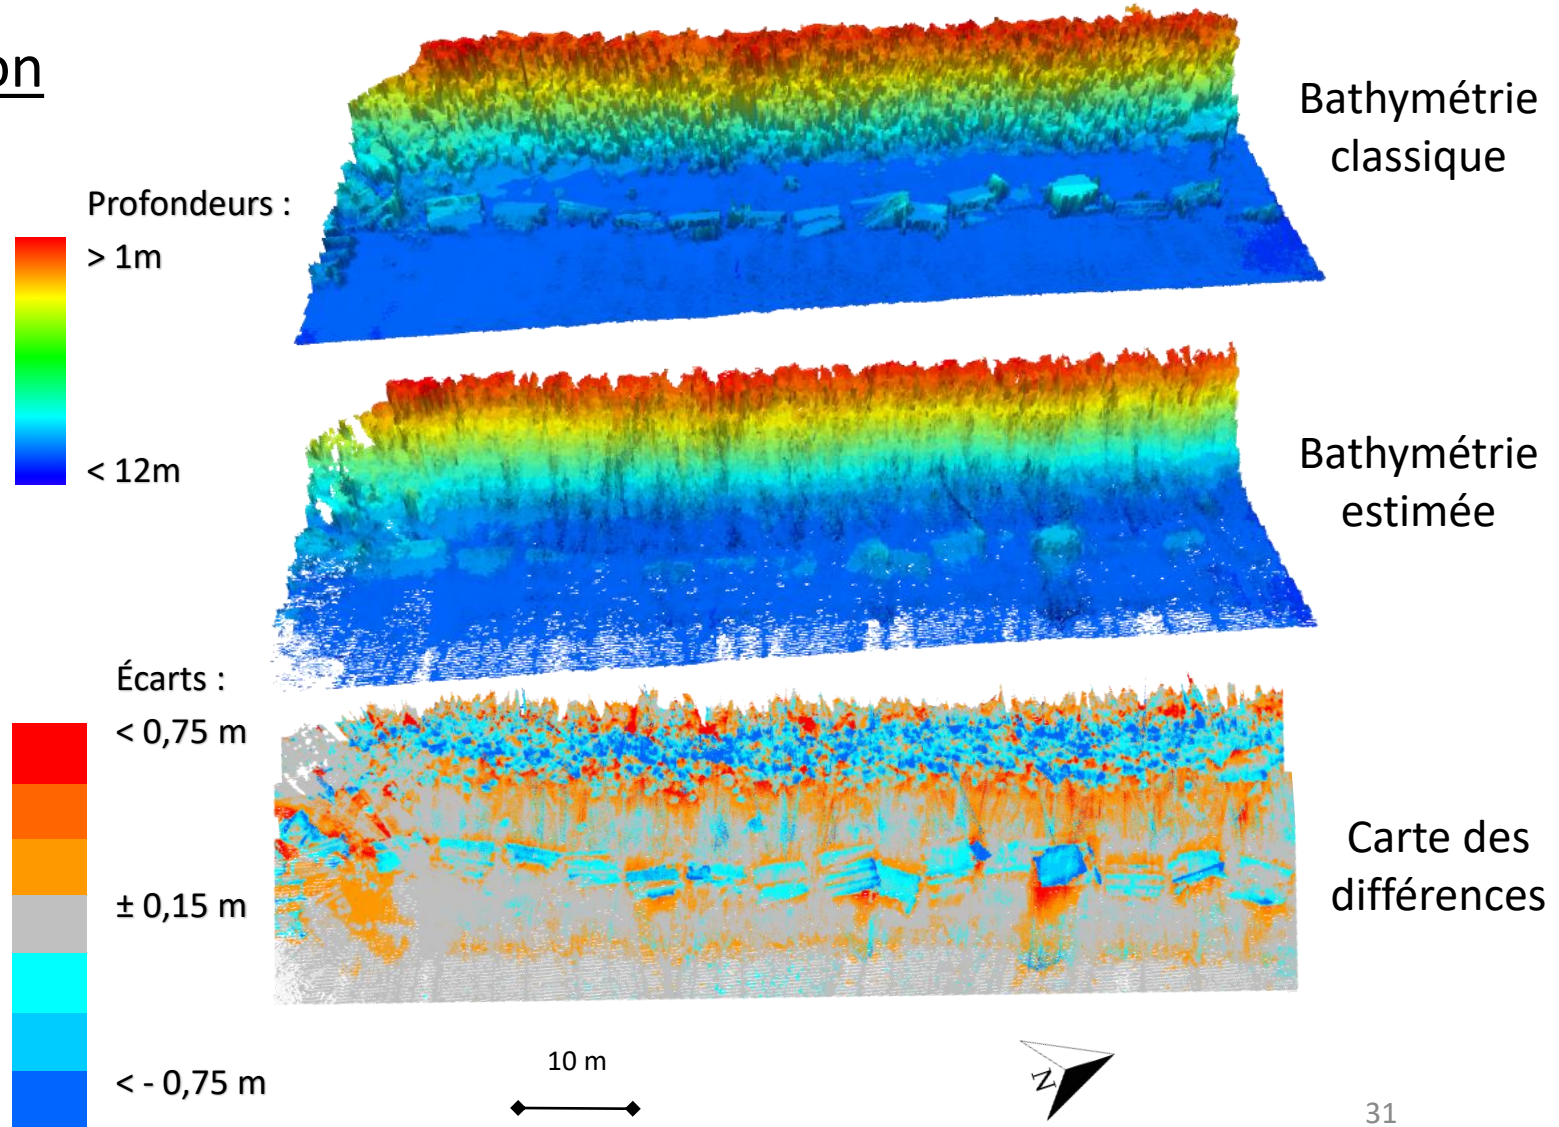 on
Bathymétrie
classique
Profondeurs :
> 1m
< 12m
Bathymétrie
estimée
Écarts :
< 0,75 m
± 0,15 m
< - 0,75 m
Carte des
différences
10 m
N
31